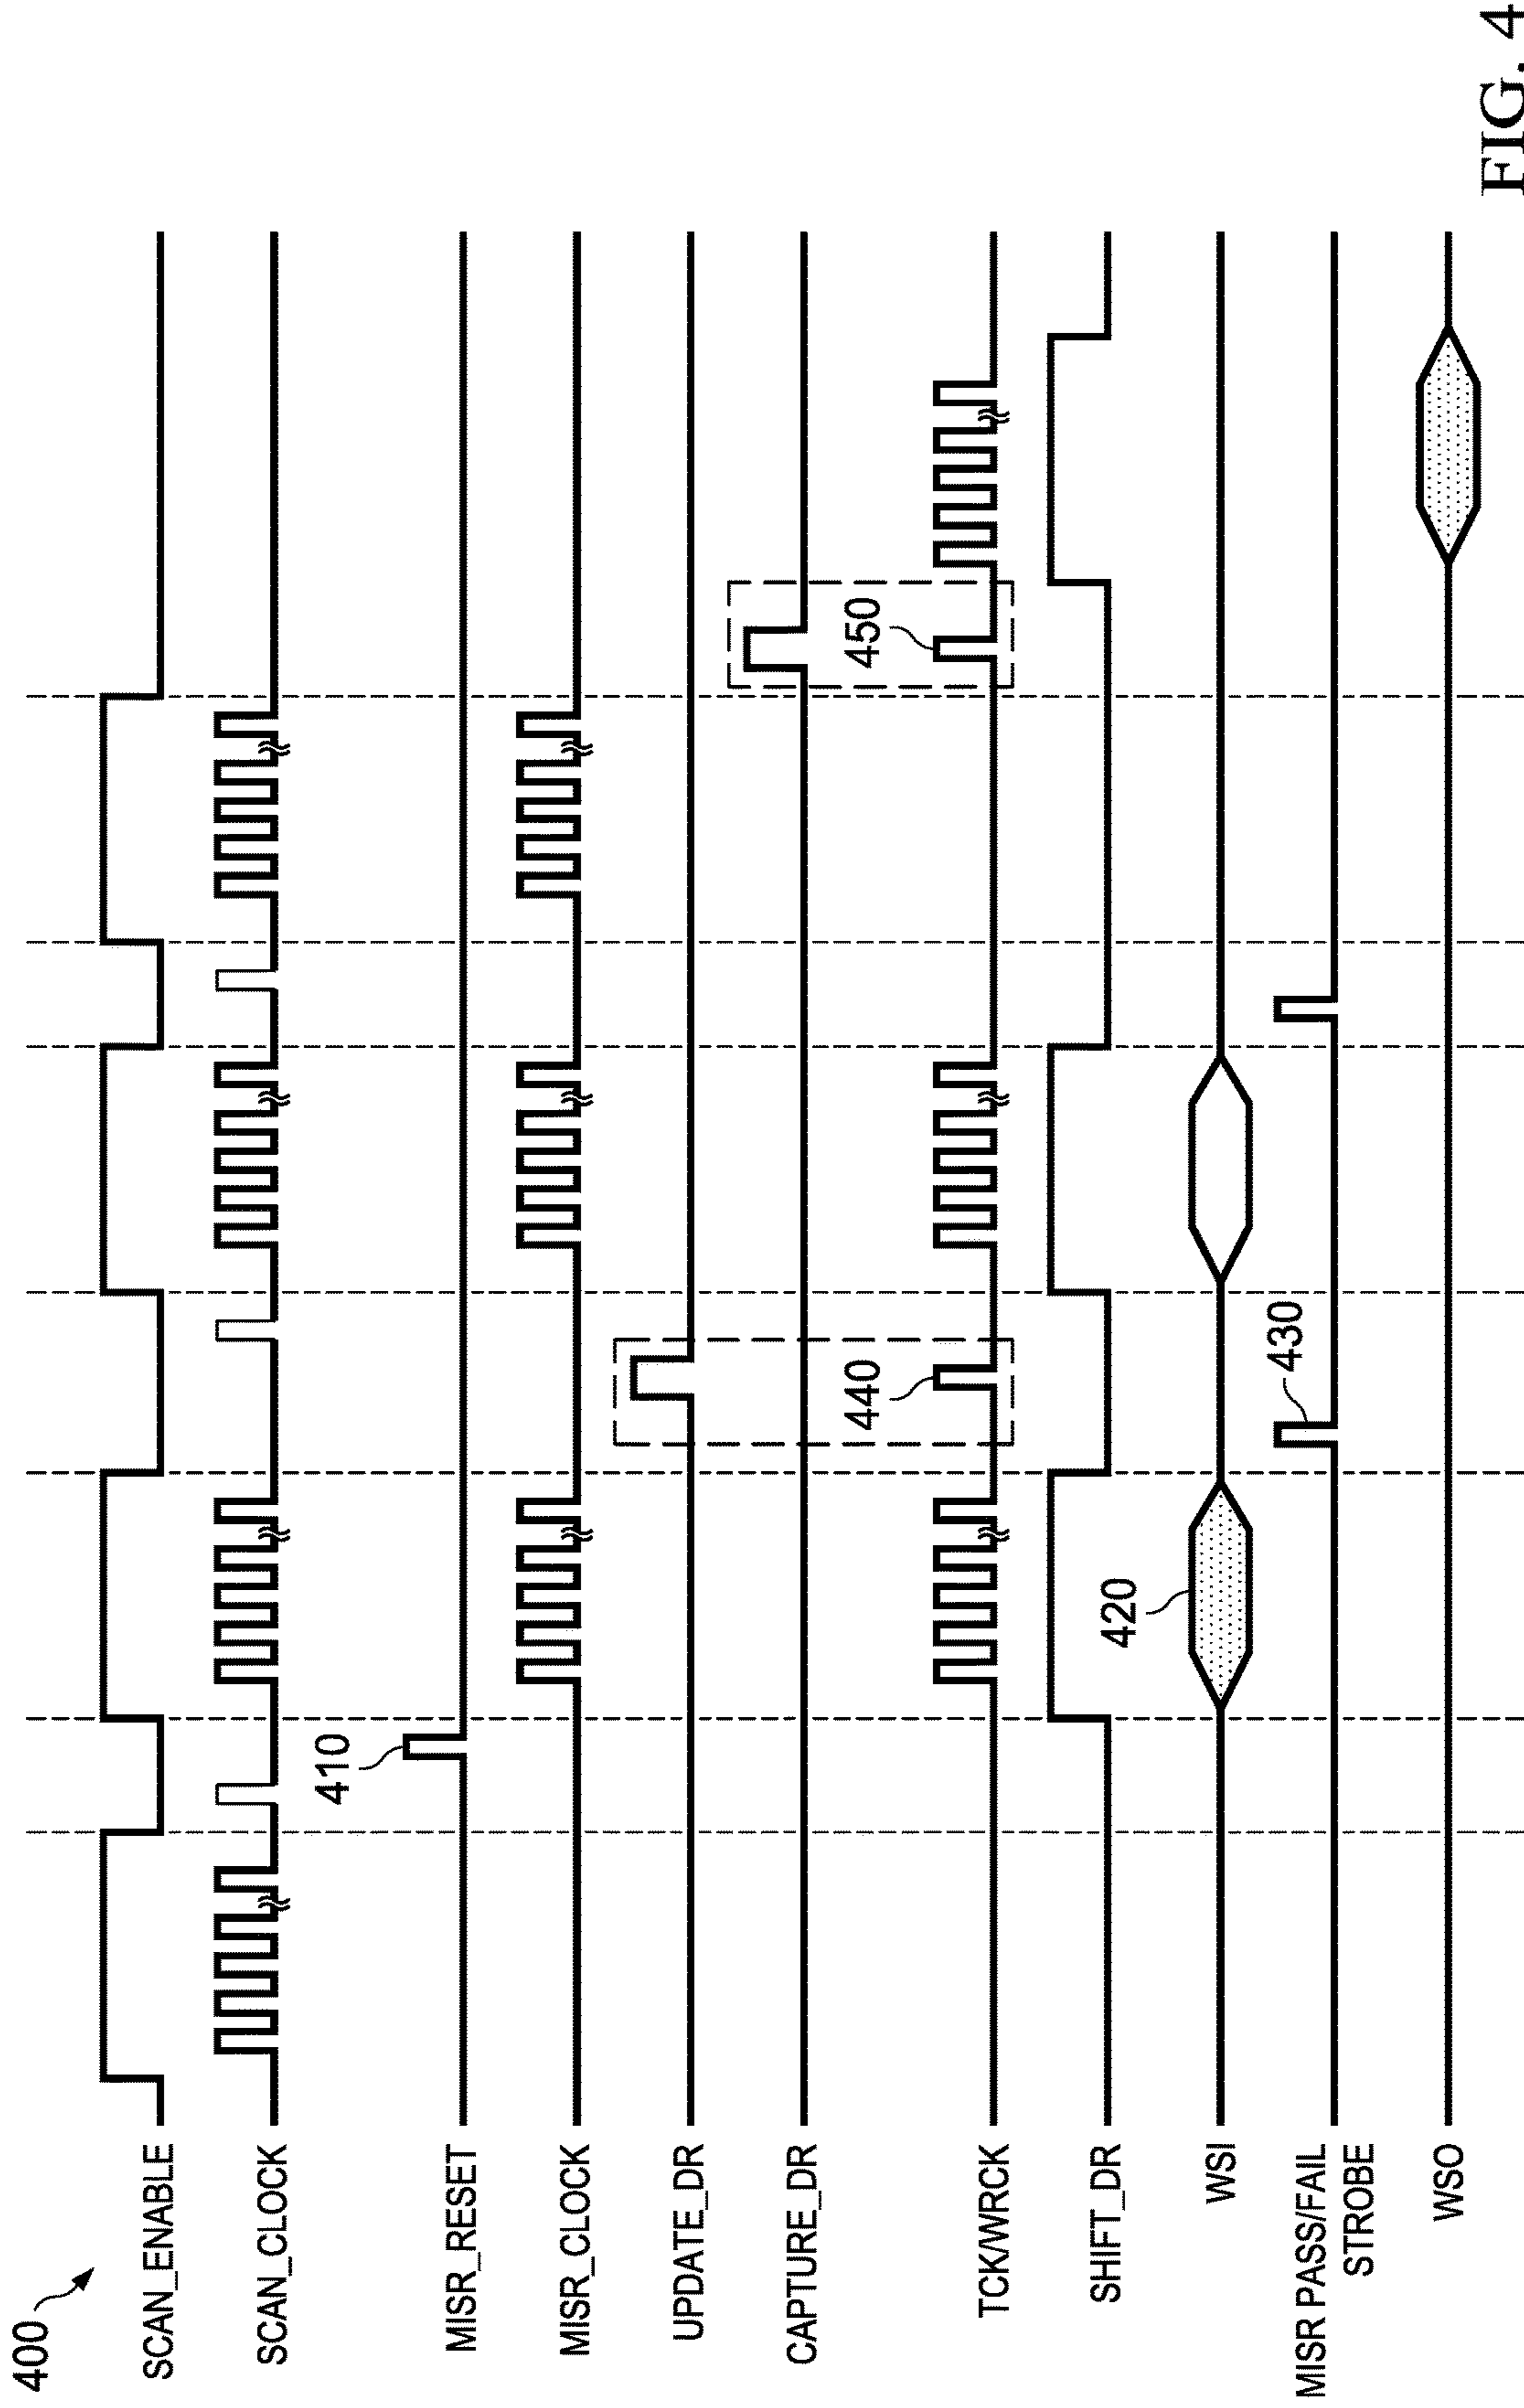 400
SCAN_ENABLE
SCAN_CLOCK
410
MISR_RESET
MISR_CLOCK
UPDATE_DR
CAPTURE_DR
440
450
TCK/WRCK
SHIFT_DR
420
WSI
430
MISR PASS/FAIL
STROBE
WSO
FIG. 4